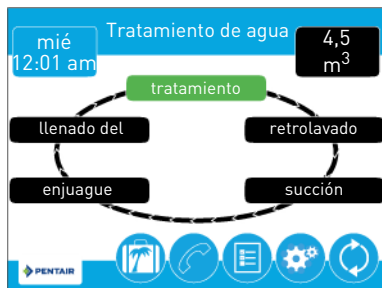 Tratamiento de agua
mié
12:01 am
4,5
m³
tratamiento
llenado del
retrolavado
enjuague
succión
PENTAIR